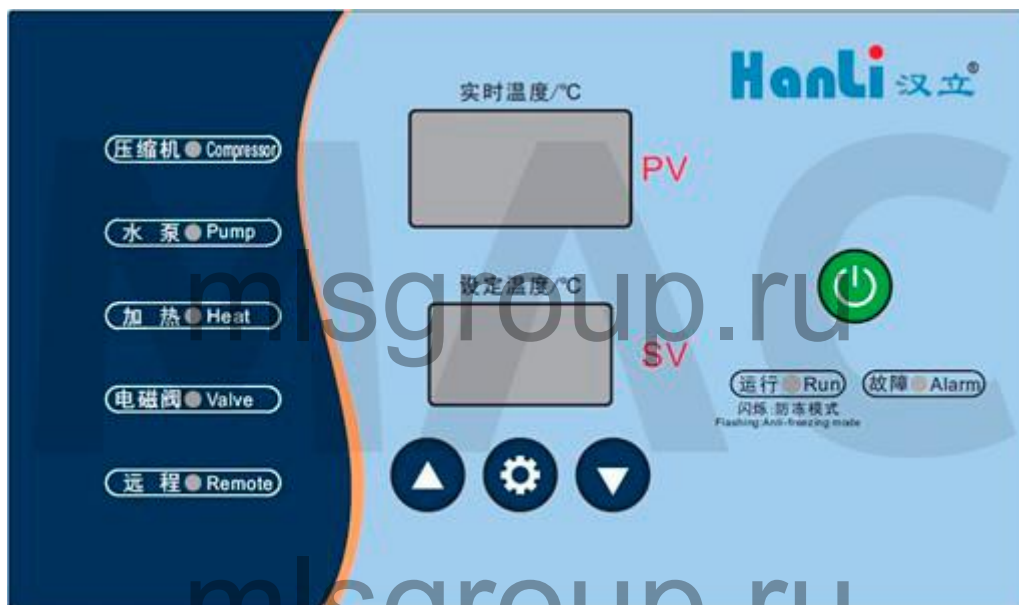 HanLi 汉立®
实时温度/℃
PV
压缩机 Compressor
水 泵 Pump
加 热 Heat
电磁阀 Valve
远 程 Remote
设定温度/℃
SV
运行 Run
故障 Alarm
闪烁:防冻模式
Flashing:Anti-freezing mode
MAC
mlsgroup.ru
mlsgroup.ru